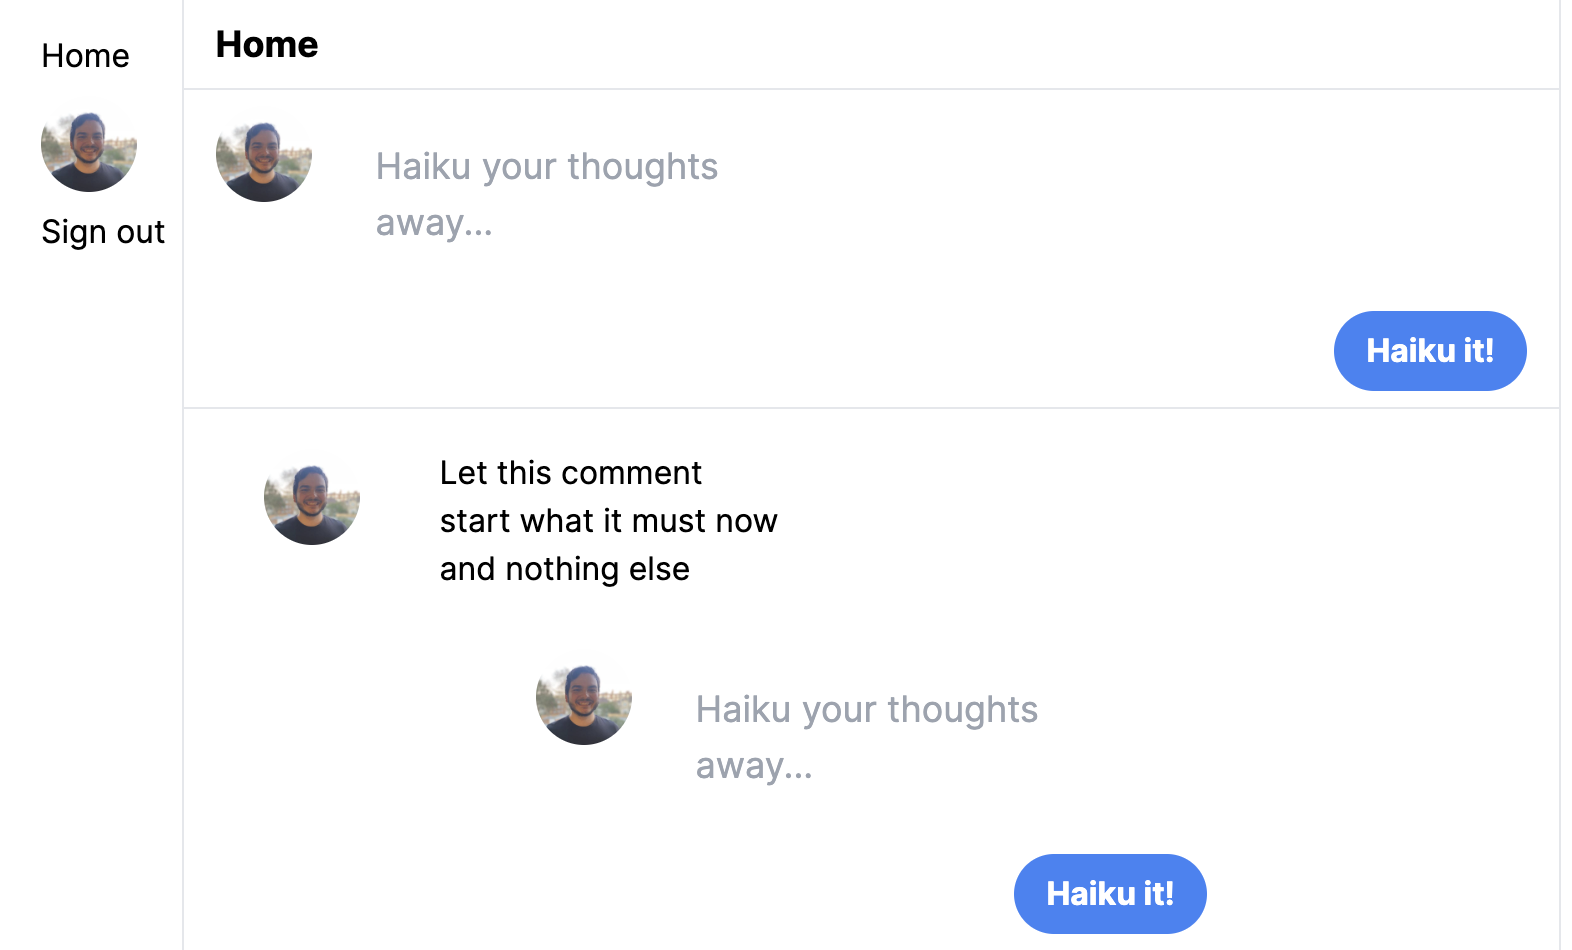 Home
Sign out
Home
Haiku your thoughts
away...
Haiku it!
Let this comment
start what it must now
and nothing else
Haiku your thoughts
away...
Haiku it!